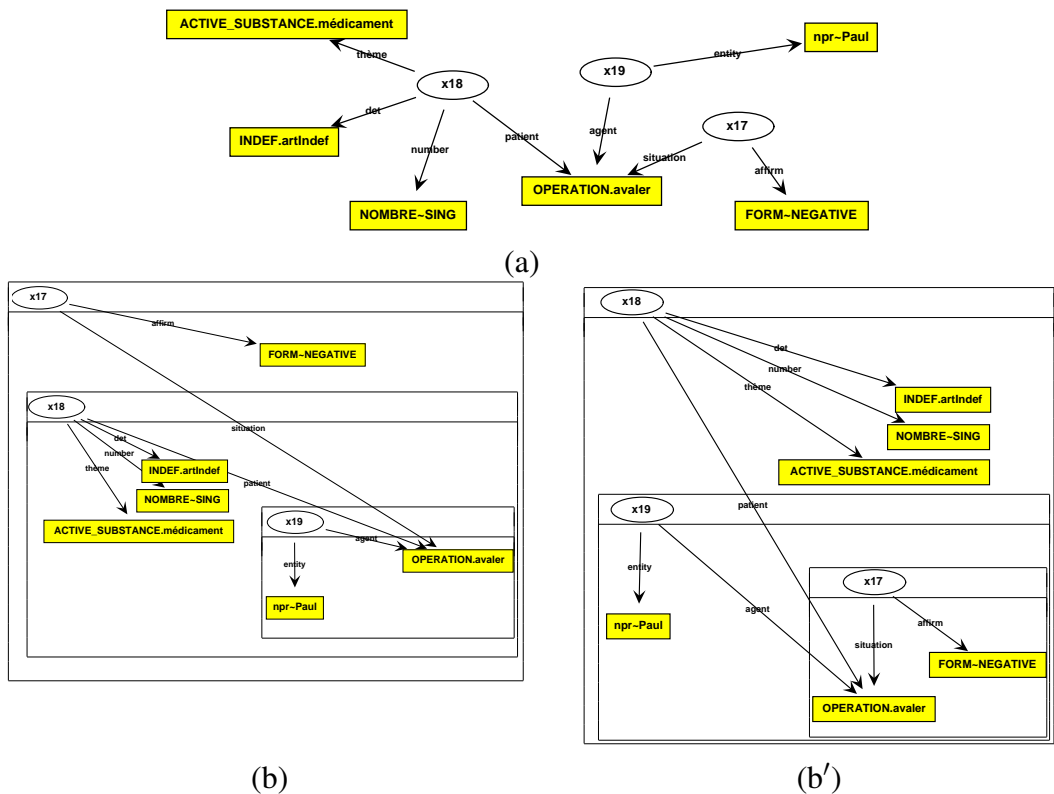 ACTIVE_SUBSTANCE.médicament
npr~Paul
thème
entity
x18
x19
x17
det
patient
agent
INDEF.artIndef
number
situation
affirm
OPERATION.avaler
NOMBRE~SING
FORM~NEGATIVE
(a)
x17
affirm
FORM~NEGATIVE
x18
situation
det
number
theme
INDEF.artIndef
patient
NOMBRE~SING
ACTIVE_SUBSTANCE.médicament
x19
agent
OPERATION.avaler
entity
npr~Paul
(b)
x18
det
number
thème
INDEF.artIndef
NOMBRE~SING
ACTIVE_SUBSTANCE.médicament
x19
patient
entity
x17
agent
affirm
npr~Paul
situation
FORM~NEGATIVE
OPERATION.avaler
(b′)